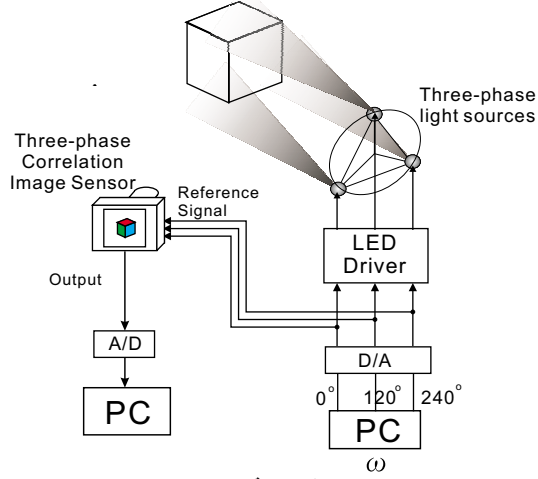 Three-phase
light sources
Three-phase
Correlation
Image Sensor
Reference
Signal
LED
Driver
Output
A/D
D/A
0° 120° 240°
PC
PC
ω